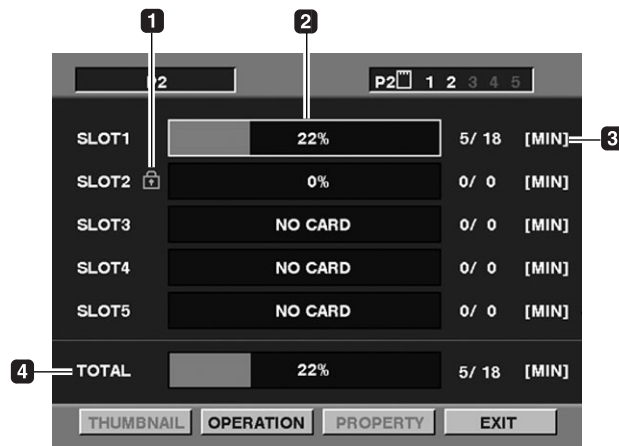 1
2
P2
P2 1 2 3 4 5
SLOT1 22% 5/ 18 [MIN] 3
1
SLOT2 0% 0/ 0 [MIN]
SLOT3 NO CARD 0/ 0 [MIN]
SLOT4 NO CARD 0/ 0 [MIN]
SLOT5 NO CARD 0/ 0 [MIN]
4 TOTAL 22% 5/ 18 [MIN]
THUMBNAIL OPERATION PROPERTY EXIT